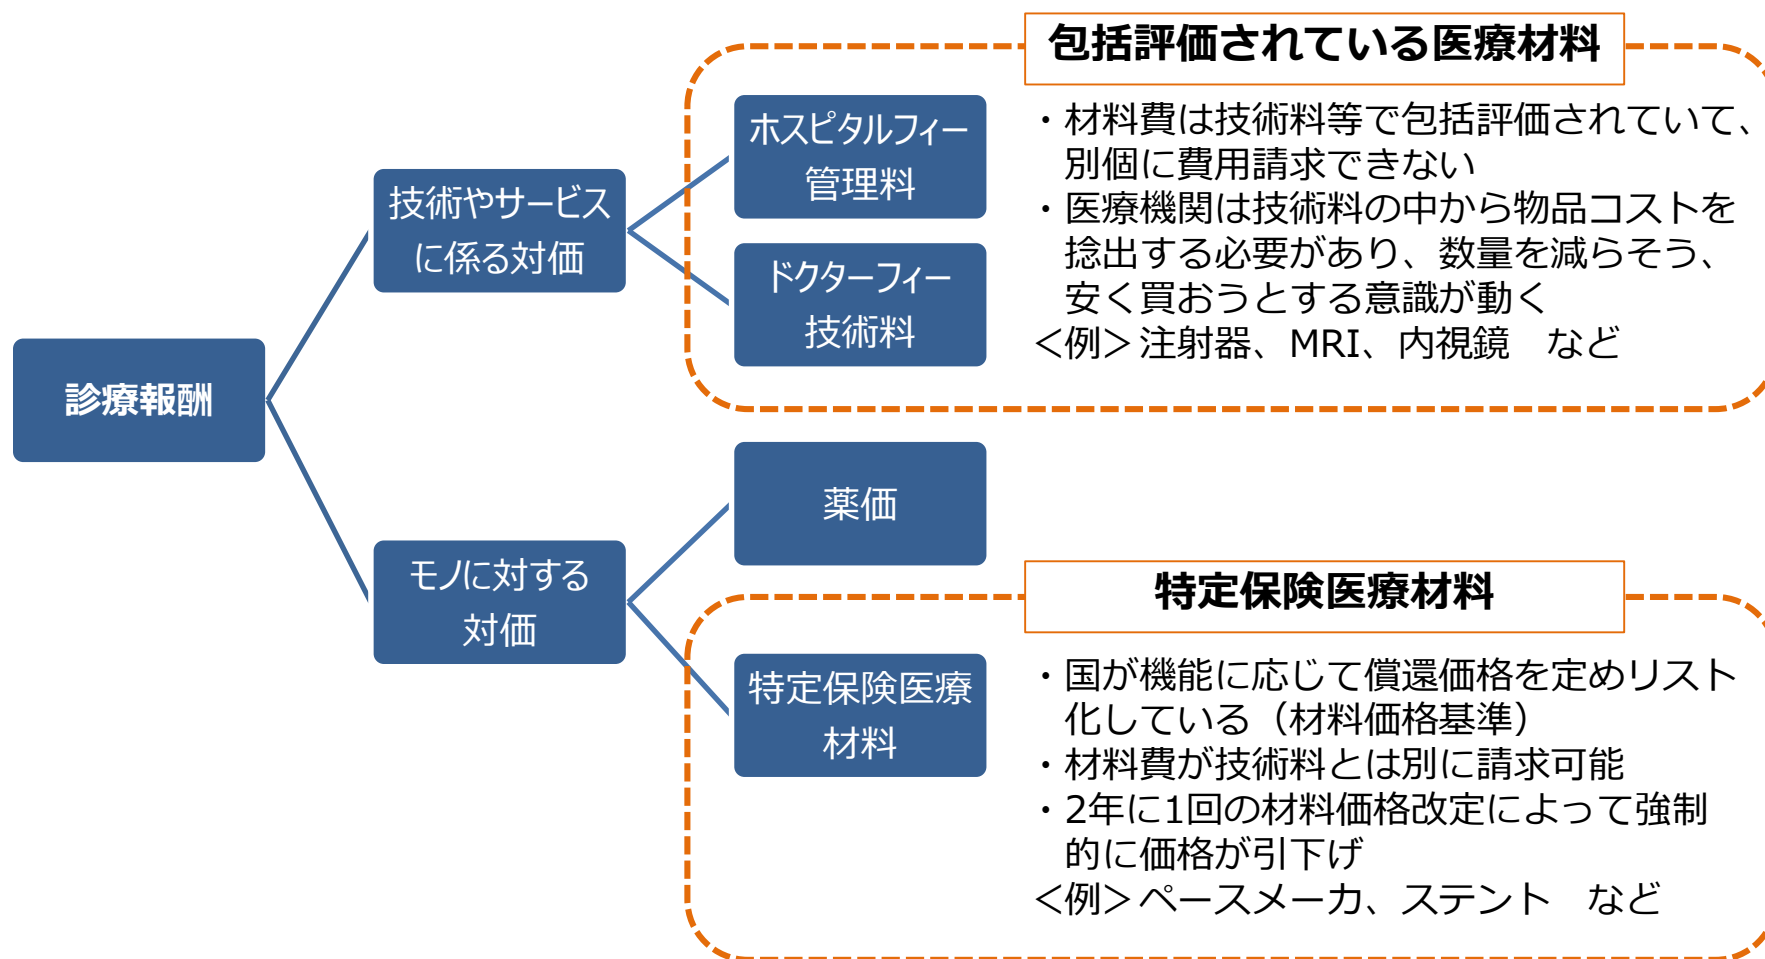 診療報酬
技術やサービス
に係る対価
モノに対する
対価
ホスピタルフィー
管理料
ドクターフィー
技術料
薬価
特定保険医療
材料
包括評価されている医療材料
・材料費は技術料等で包括評価されていて、
別個に費用請求できない
・医療機関は技術料の中から物品コストを
捻出する必要があり、数量を減らそう、
安く買おうとする意識が動く
＜例＞注射器、MRI、内視鏡　など
特定保険医療材料
・国が機能に応じて償還価格を定めリスト
化している（材料価格基準）
・材料費が技術料とは別に請求可能
・2年に1回の材料価格改定によって強制
的に価格が引下げ
＜例＞ペースメーカ、ステント　など